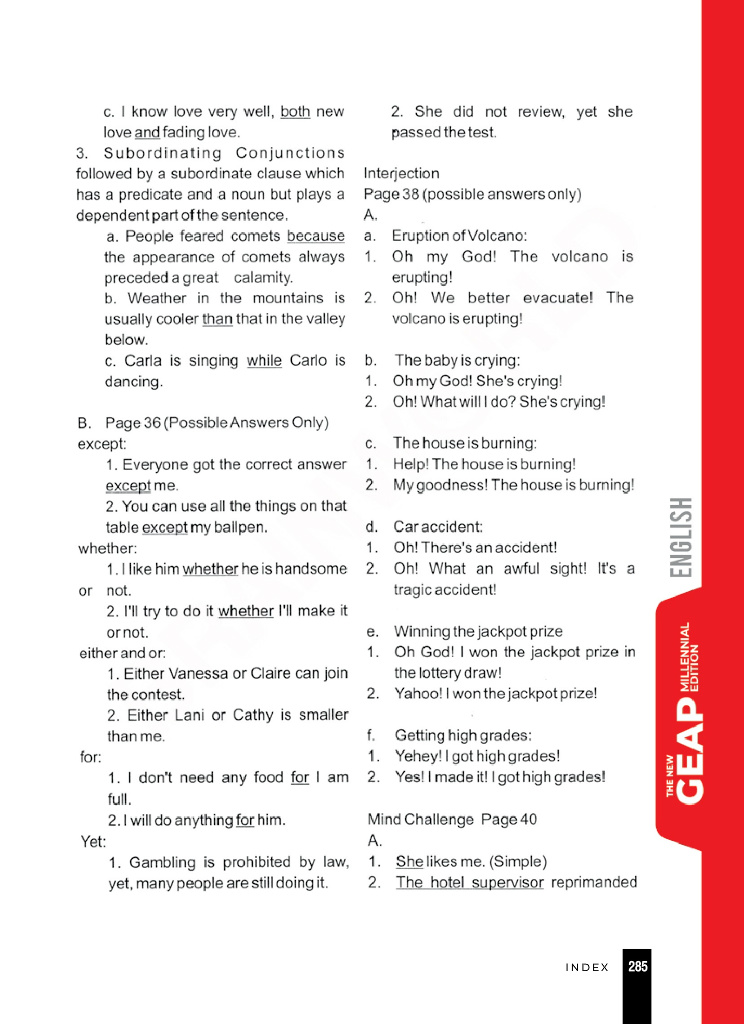 c. I know love very well, both new
love and fading love.
3. Subordinating Conjunctions
followed by a subordinate clause which
has a predicate and a noun but plays a
dependent part of the sentence.
a. People feared comets because
the appearance of comets always
preceded a great calamity.
b. Weather in the mountains is
usually cooler than that in the valley
below.
c. Carla is singing while Carlo is
dancing.
B. Page 36 (Possible Answers Only)
except:
1. Everyone got the correct answer
except me.
2. You can use all the things on that
table except my ballpen.
whether:
1. I like him whether he is handsome
or not.
2. I'll try to do it whether I'll make it
or not.
either and or:
1. Either Vanessa or Claire can join
the contest.
2. Either Lani or Cathy is smaller
than me.
for:
1. I don't need any food for I am
full.
2. I will do anything for him.
Yet:
1. Gambling is prohibited by law,
yet, many people are still doing it.
2. She did not review, yet she
passed the test.
Interjection
Page 38 (possible answers only)
A.
a. Eruption of Volcano:
1. Oh my God! The volcano is
erupting!
2. Oh! We better evacuate! The
volcano is erupting!
b. The baby is crying:
1. Oh my God! She's crying!
2. Oh! What will I do? She's crying!
c. The house is burning:
1. Help! The house is burning!
2. My goodness! The house is burning!
d. Car accident:
1. Oh! There's an accident!
2. Oh! What an awful sight! It's a
tragic accident!
e. Winning the jackpot prize
1. Oh God! I won the jackpot prize in
the lottery draw!
2. Yahoo! I won the jackpot prize!
f. Getting high grades:
1. Yehey! I got high grades!
2. Yes! I made it! I got high grades!
Mind Challenge Page 40
A.
1. She likes me. (Simple)
2. The hotel supervisor reprimanded
ENGLISH
THE NEW
GEAP
MILLENNIAL
EDITION
INDEX 285